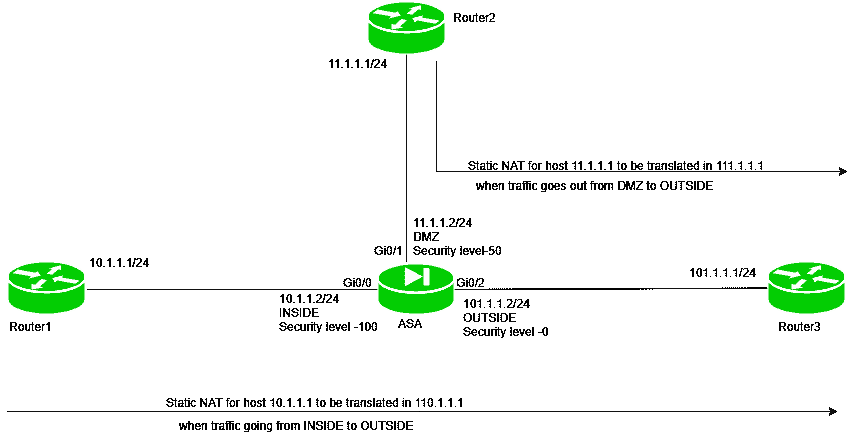 Router2
11.1.1.1/24
Static NAT for host 11.1.1.1 to be translated in 111.1.1.1
when traffic goes out from DMZ to OUTSIDE
11.1.1.2/24
DMZ
Gi0/1 Security level-50
10.1.1.1/24
101.1.1.1/24
Gi0/0
Gi0/2
10.1.1.2/24
INSIDE
Security level -100
101.1.1.2/24
OUTSIDE
Security level -0
Router1
ASA
Router3
Static NAT for host 10.1.1.1 to be translated in 110.1.1.1
when traffic going from INSIDE to OUTSIDE